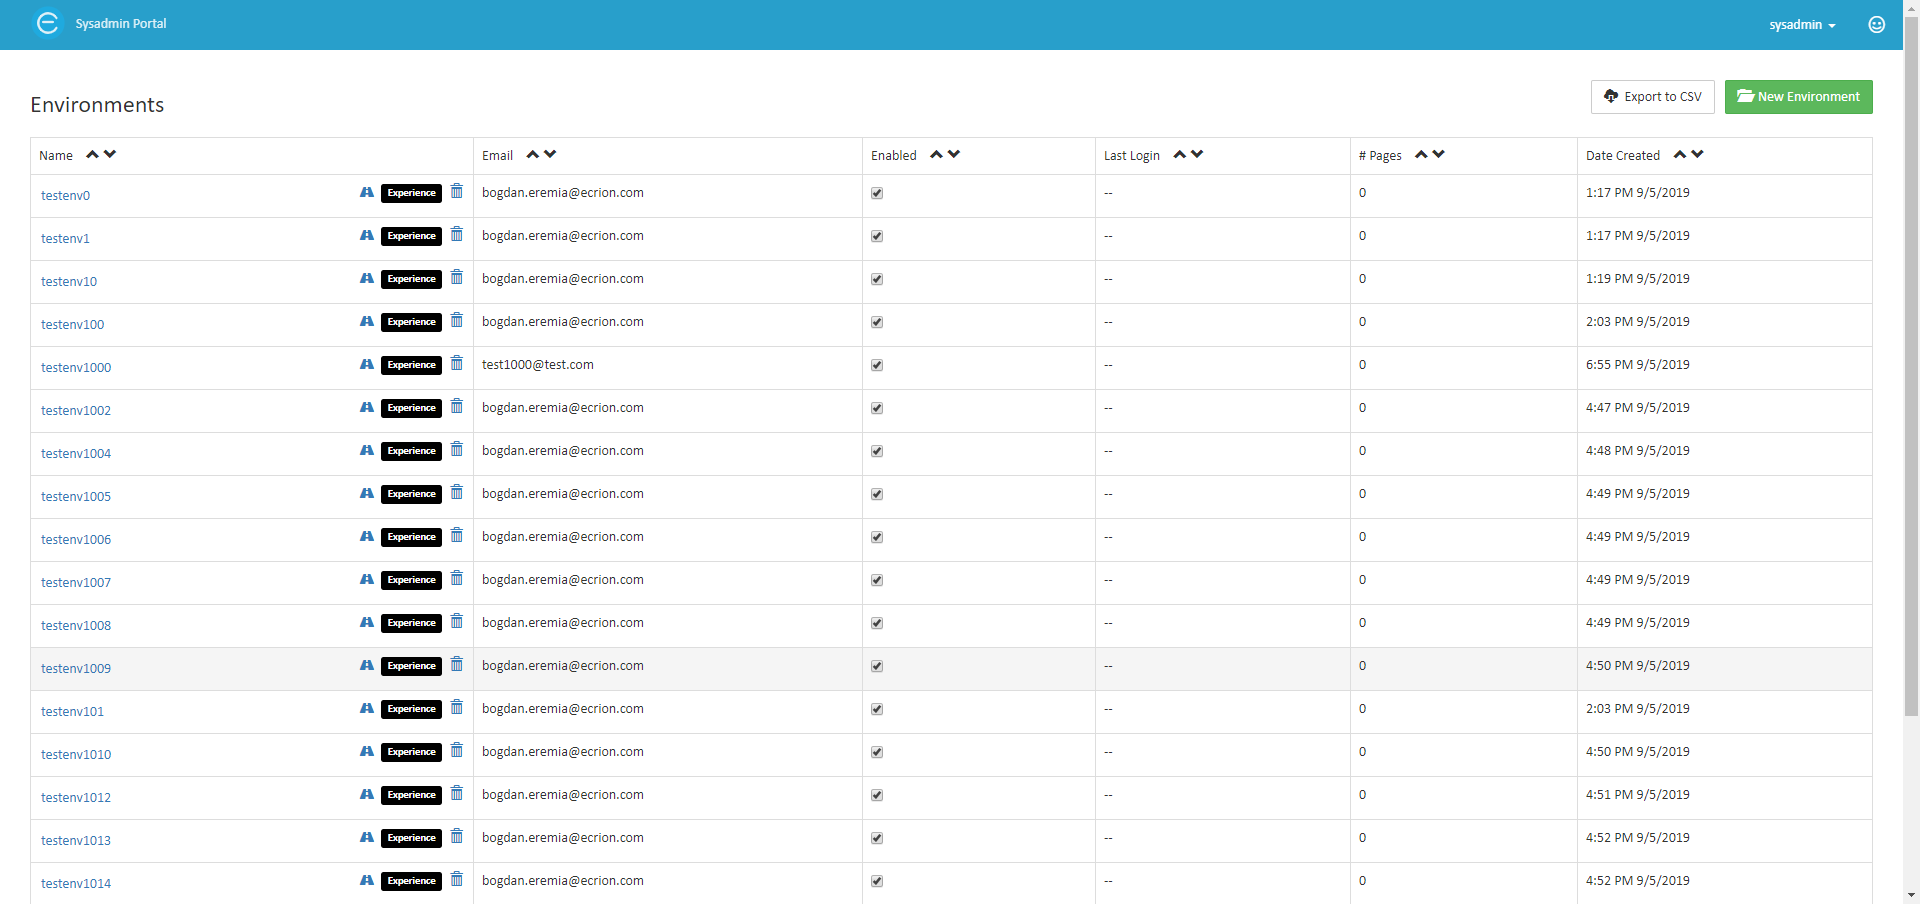 Sysadmin Portal
sysadmin
Environments
Export to CSV
New Environment
Name Email Enabled Last Login # Pages Date Created
testenv0 Experience bogdan.eremia@ecrion.com -- 0 1:17 PM 9/5/2019
testenv1 Experience bogdan.eremia@ecrion.com -- 0 1:17 PM 9/5/2019
testenv10 Experience bogdan.eremia@ecrion.com -- 0 1:19 PM 9/5/2019
testenv100 Experience bogdan.eremia@ecrion.com -- 0 2:03 PM 9/5/2019
testenv1000 Experience test1000@test.com -- 0 6:55 PM 9/5/2019
testenv1002 Experience bogdan.eremia@ecrion.com -- 0 4:47 PM 9/5/2019
testenv1004 Experience bogdan.eremia@ecrion.com -- 0 4:48 PM 9/5/2019
testenv1005 Experience bogdan.eremia@ecrion.com -- 0 4:49 PM 9/5/2019
testenv1006 Experience bogdan.eremia@ecrion.com -- 0 4:49 PM 9/5/2019
testenv1007 Experience bogdan.eremia@ecrion.com -- 0 4:49 PM 9/5/2019
testenv1008 Experience bogdan.eremia@ecrion.com -- 0 4:49 PM 9/5/2019
testenv1009 Experience bogdan.eremia@ecrion.com -- 0 4:50 PM 9/5/2019
testenv101 Experience bogdan.eremia@ecrion.com -- 0 2:03 PM 9/5/2019
testenv1010 Experience bogdan.eremia@ecrion.com -- 0 4:50 PM 9/5/2019
testenv1012 Experience bogdan.eremia@ecrion.com -- 0 4:51 PM 9/5/2019
testenv1013 Experience bogdan.eremia@ecrion.com -- 0 4:52 PM 9/5/2019
testenv1014 Experience bogdan.eremia@ecrion.com -- 0 4:52 PM 9/5/2019